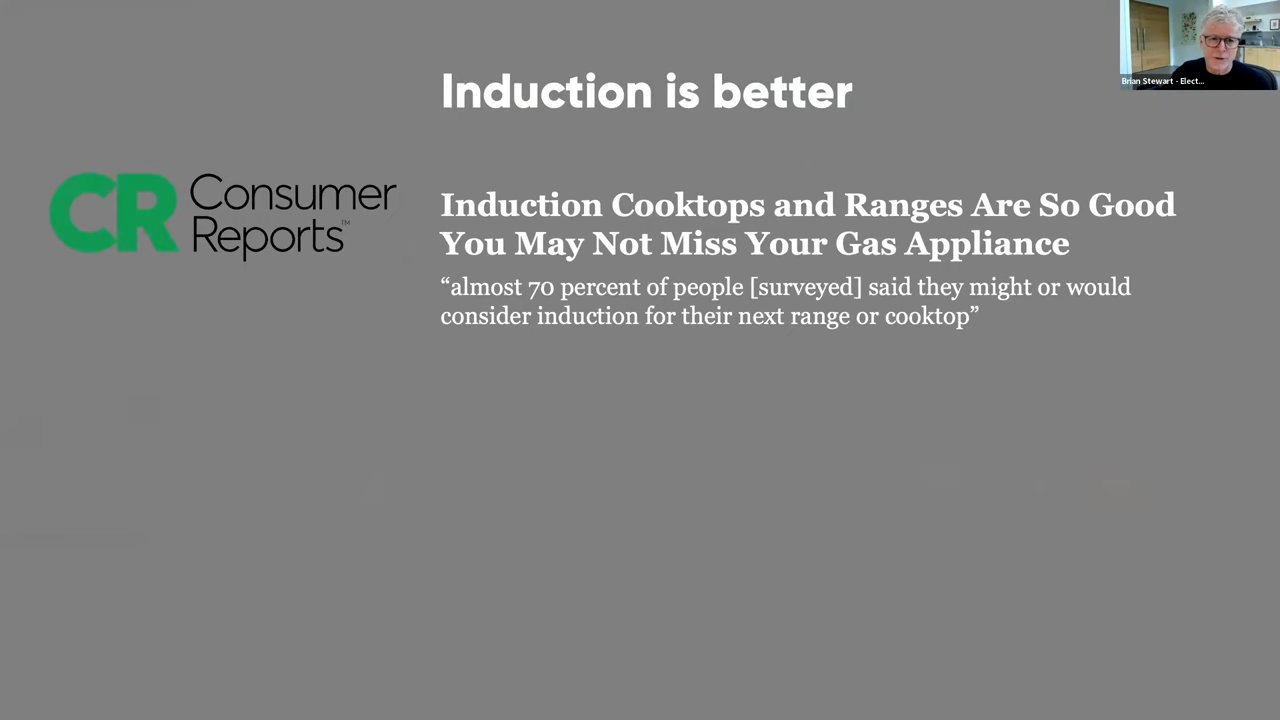 Induction is better
CR Consumer
Reports™
Induction Cooktops and Ranges Are So Good
You May Not Miss Your Gas Appliance
“almost 70 percent of people [surveyed] said they might or would
consider induction for their next range or cooktop”
Brian Stewart - Elect...